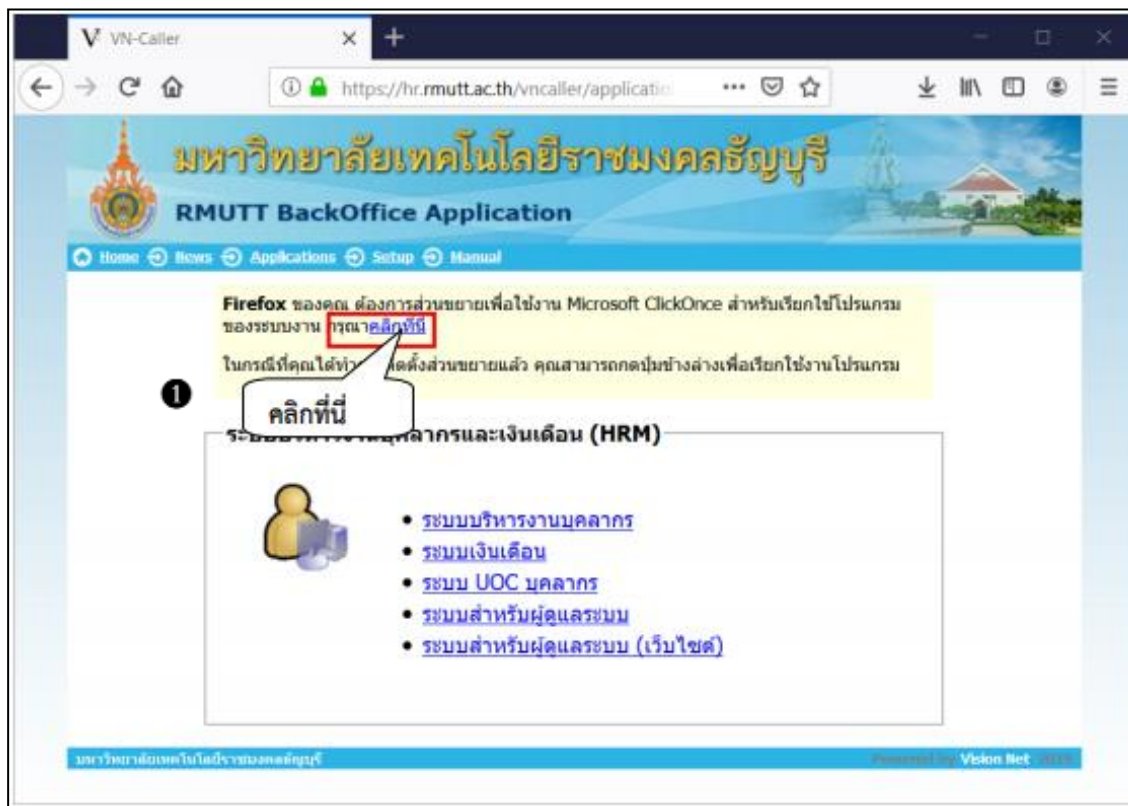 VN-Caller
https://hr.rmutt.ac.th/vncaller/application
มหาวิทยาลัยเทคโนโลยีราชมงคลธัญบุรี
RMUTT BackOffice Application
Home News Applications Setup Manual
Firefox ของคุณ ต้องการส่วนขยายเพื่อใช้งาน Microsoft ClickOnce สำหรับเรียกใช้โปรแกรม
ของระบบงาน กรุณาคลิกที่นี่
ในกรณีที่คุณได้ทำ ติดตั้งส่วนขยายแล้ว คุณสามารถกดปุ่มข้างล่างเพื่อเรียกใช้งานโปรแกรม
❶
คลิกที่นี่
ระบบบริหารงานบุคลากรและเงินเดือน (HRM)
• ระบบบริหารงานบุคลากร
• ระบบเงินเดือน
• ระบบ UOC บุคลากร
• ระบบสำหรับผู้ดูแลระบบ
• ระบบสำหรับผู้ดูแลระบบ (เว็บไซต์)
มหาวิทยาลัยเทคโนโลยีราชมงคลธัญบุรี Powered by Vision Net